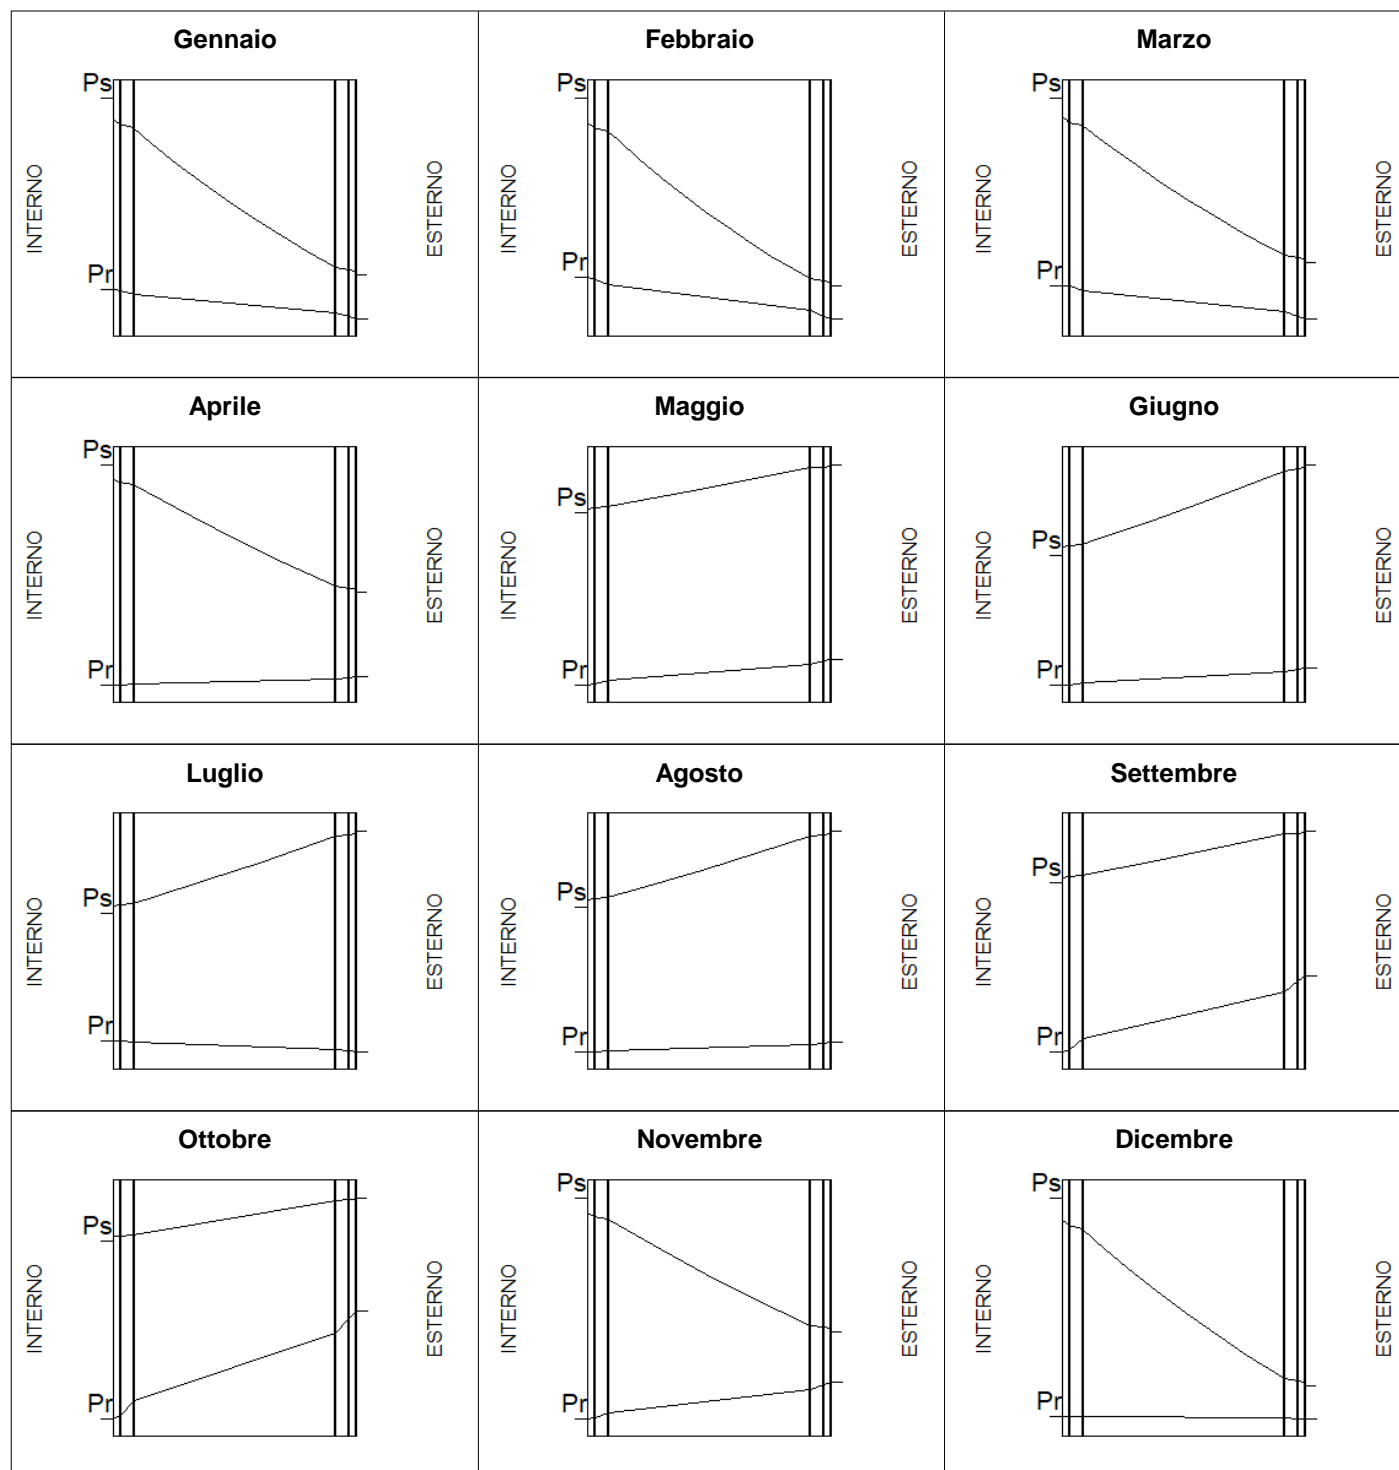 Gennaio
Ps
Pr
INTERNO
ESTERNO
Febbraio
Ps
Pr
INTERNO
ESTERNO
Marzo
Ps
Pr
INTERNO
ESTERNO
Aprile
Ps
Pr
INTERNO
ESTERNO
Maggio
Ps
Pr
INTERNO
ESTERNO
Giugno
Ps
Pr
INTERNO
ESTERNO
Luglio
Ps
Pr
INTERNO
ESTERNO
Agosto
Ps
Pr
INTERNO
ESTERNO
Settembre
Ps
Pr
INTERNO
ESTERNO
Ottobre
Ps
Pr
INTERNO
ESTERNO
Novembre
Ps
Pr
INTERNO
ESTERNO
Dicembre
Ps
Pr
INTERNO
ESTERNO